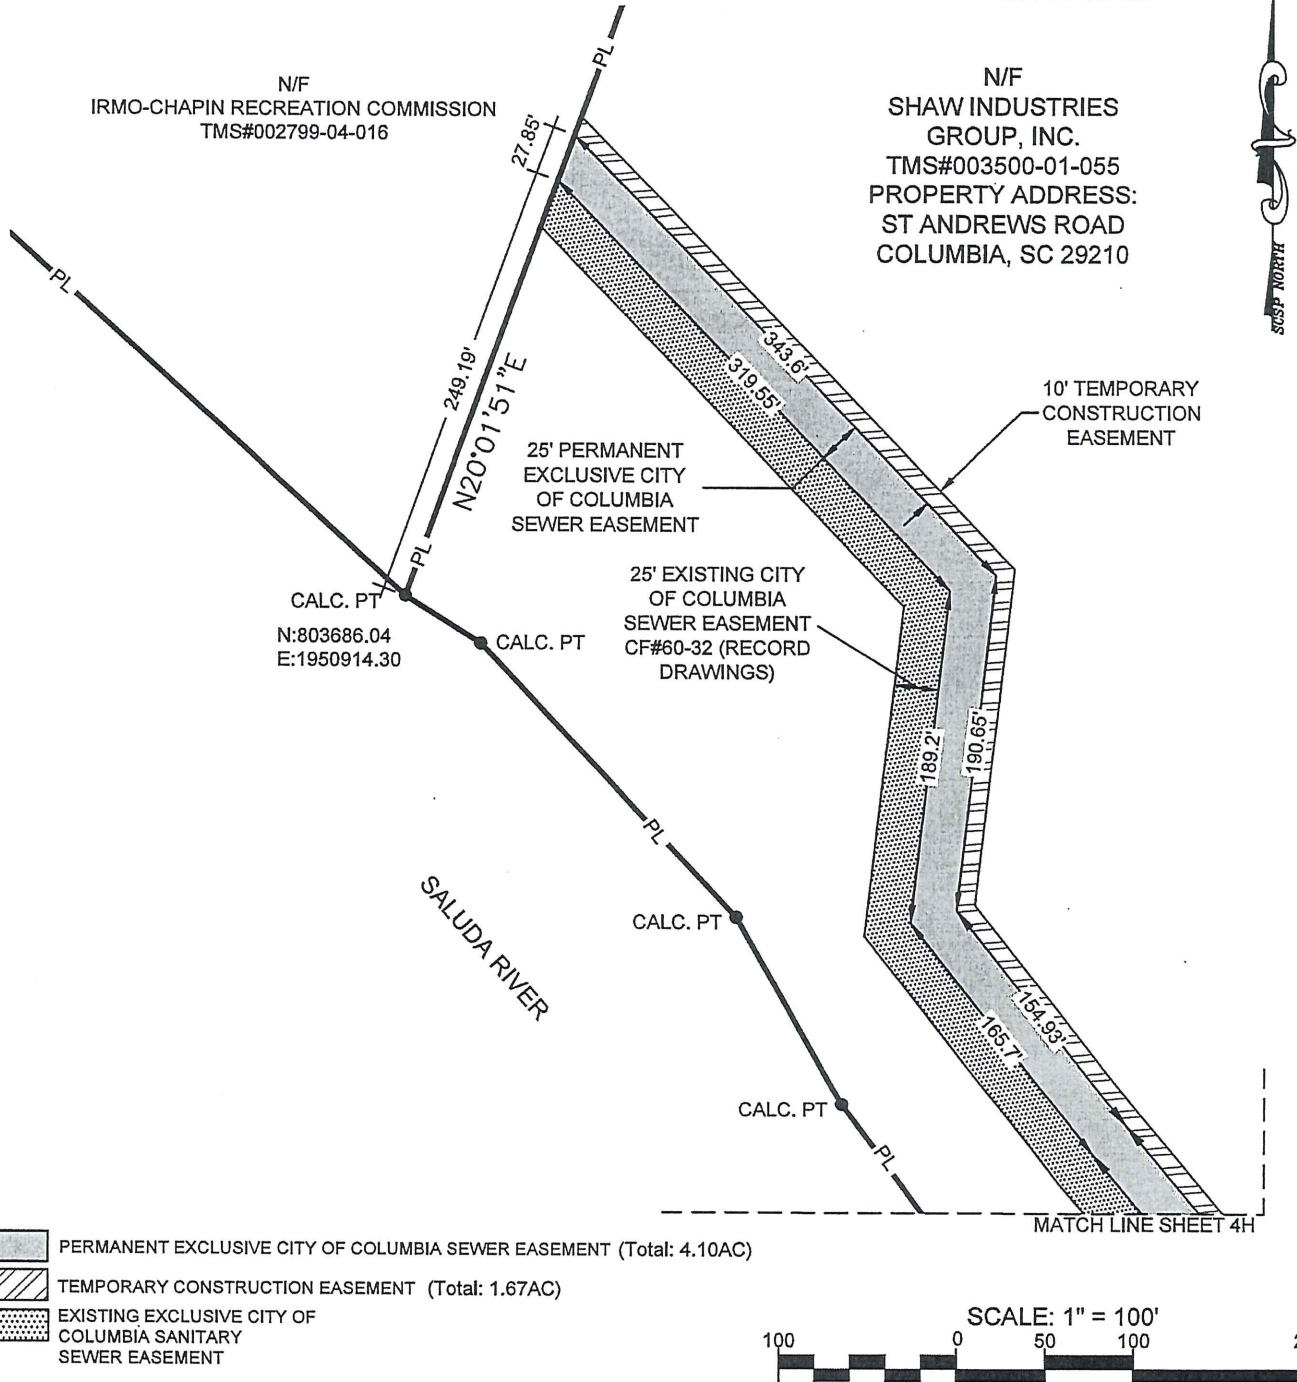 N/F
IRMO-CHAPIN RECREATION COMMISSION
TMS#002799-04-016
PL
27.85'
N/F
SHAW INDUSTRIES
GROUP, INC.
TMS#003500-01-055
PROPERTY ADDRESS:
ST ANDREWS ROAD
COLUMBIA, SC 29210
SCSP NORTH
PL
249.19'
N20°01'51"E
343.6'
319.55'
10' TEMPORARY
CONSTRUCTION
EASEMENT
25' PERMANENT
EXCLUSIVE CITY
OF COLUMBIA
SEWER EASEMENT
PL
25' EXISTING CITY
OF COLUMBIA
SEWER EASEMENT
CF#60-32 (RECORD
DRAWINGS)
CALC. PT
N:803686.04
E:1950914.30
CALC. PT
189.2'
190.65'
PL
SALUDA RIVER
CALC. PT
154.93'
165.7'
CALC. PT
PL
MATCH LINE SHEET 4H
PERMANENT EXCLUSIVE CITY OF COLUMBIA SEWER EASEMENT (Total: 4.10AC)
TEMPORARY CONSTRUCTION EASEMENT (Total: 1.67AC)
EXISTING EXCLUSIVE CITY OF
COLUMBIA SANITARY
SEWER EASEMENT
SCALE: 1" = 100'
100 0 50 100